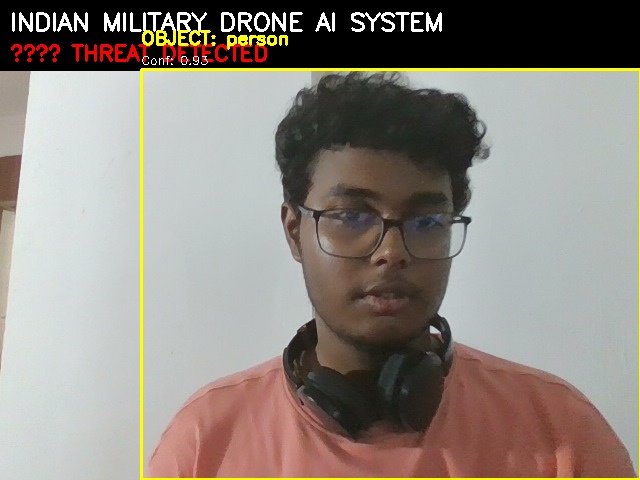 INDIAN MILITARY DRONE AI SYSTEM
OBJECT: person
???? THREAT DETECTED
Conf: 0.93